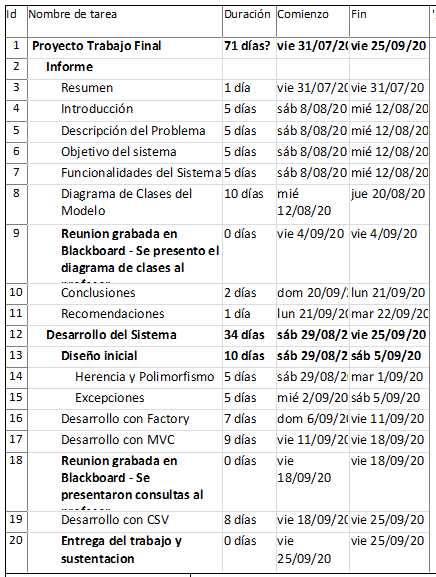 Id Nombre de tarea Duración Comienzo Fin
1 Proyecto Trabajo Final 71 días? vie 31/07/20 vie 25/09/20
2 Informe
3 Resumen 1 día vie 31/07/20 vie 31/07/20
4 Introducción 5 días sáb 8/08/20 mié 12/08/20
5 Descripción del Problema 5 días sáb 8/08/20 mié 12/08/20
6 Objetivo del sistema 5 días sáb 8/08/20 mié 12/08/20
7 Funcionalidades del Sistema 5 días sáb 8/08/20 mié 12/08/20
8 Diagrama de Clases del 10 días mié jue 20/08/20
Modelo 12/08/20
9 Reunion grabada en 0 días vie 4/09/20 vie 4/09/20
Blackboard - Se presento el
diagrama de clases al
profesor
10 Conclusiones 2 días dom 20/09/ lun 21/09/20
11 Recomendaciones 1 día lun 21/09/20 mar 22/09/20
12 Desarrollo del Sistema 34 días sáb 29/08/2 vie 25/09/20
13 Diseño inicial 10 días sáb 29/08/2 sáb 5/09/20
14 Herencia y Polimorfismo 5 días sáb 29/08/2 mar 1/09/20
15 Excepciones 5 días mié 2/09/20 sáb 5/09/20
16 Desarrollo con Factory 7 días dom 6/09/20 vie 11/09/20
17 Desarrollo con MVC 9 días vie 11/09/20 vie 18/09/20
18 Reunion grabada en 0 días vie vie 18/09/20
Blackboard - Se 18/09/20
presentaron consultas al
profesor
19 Desarrollo con CSV 8 días vie 18/09/20 vie 25/09/20
20 Entrega del trabajo y 0 días vie vie 25/09/20
sustentacion 25/09/20